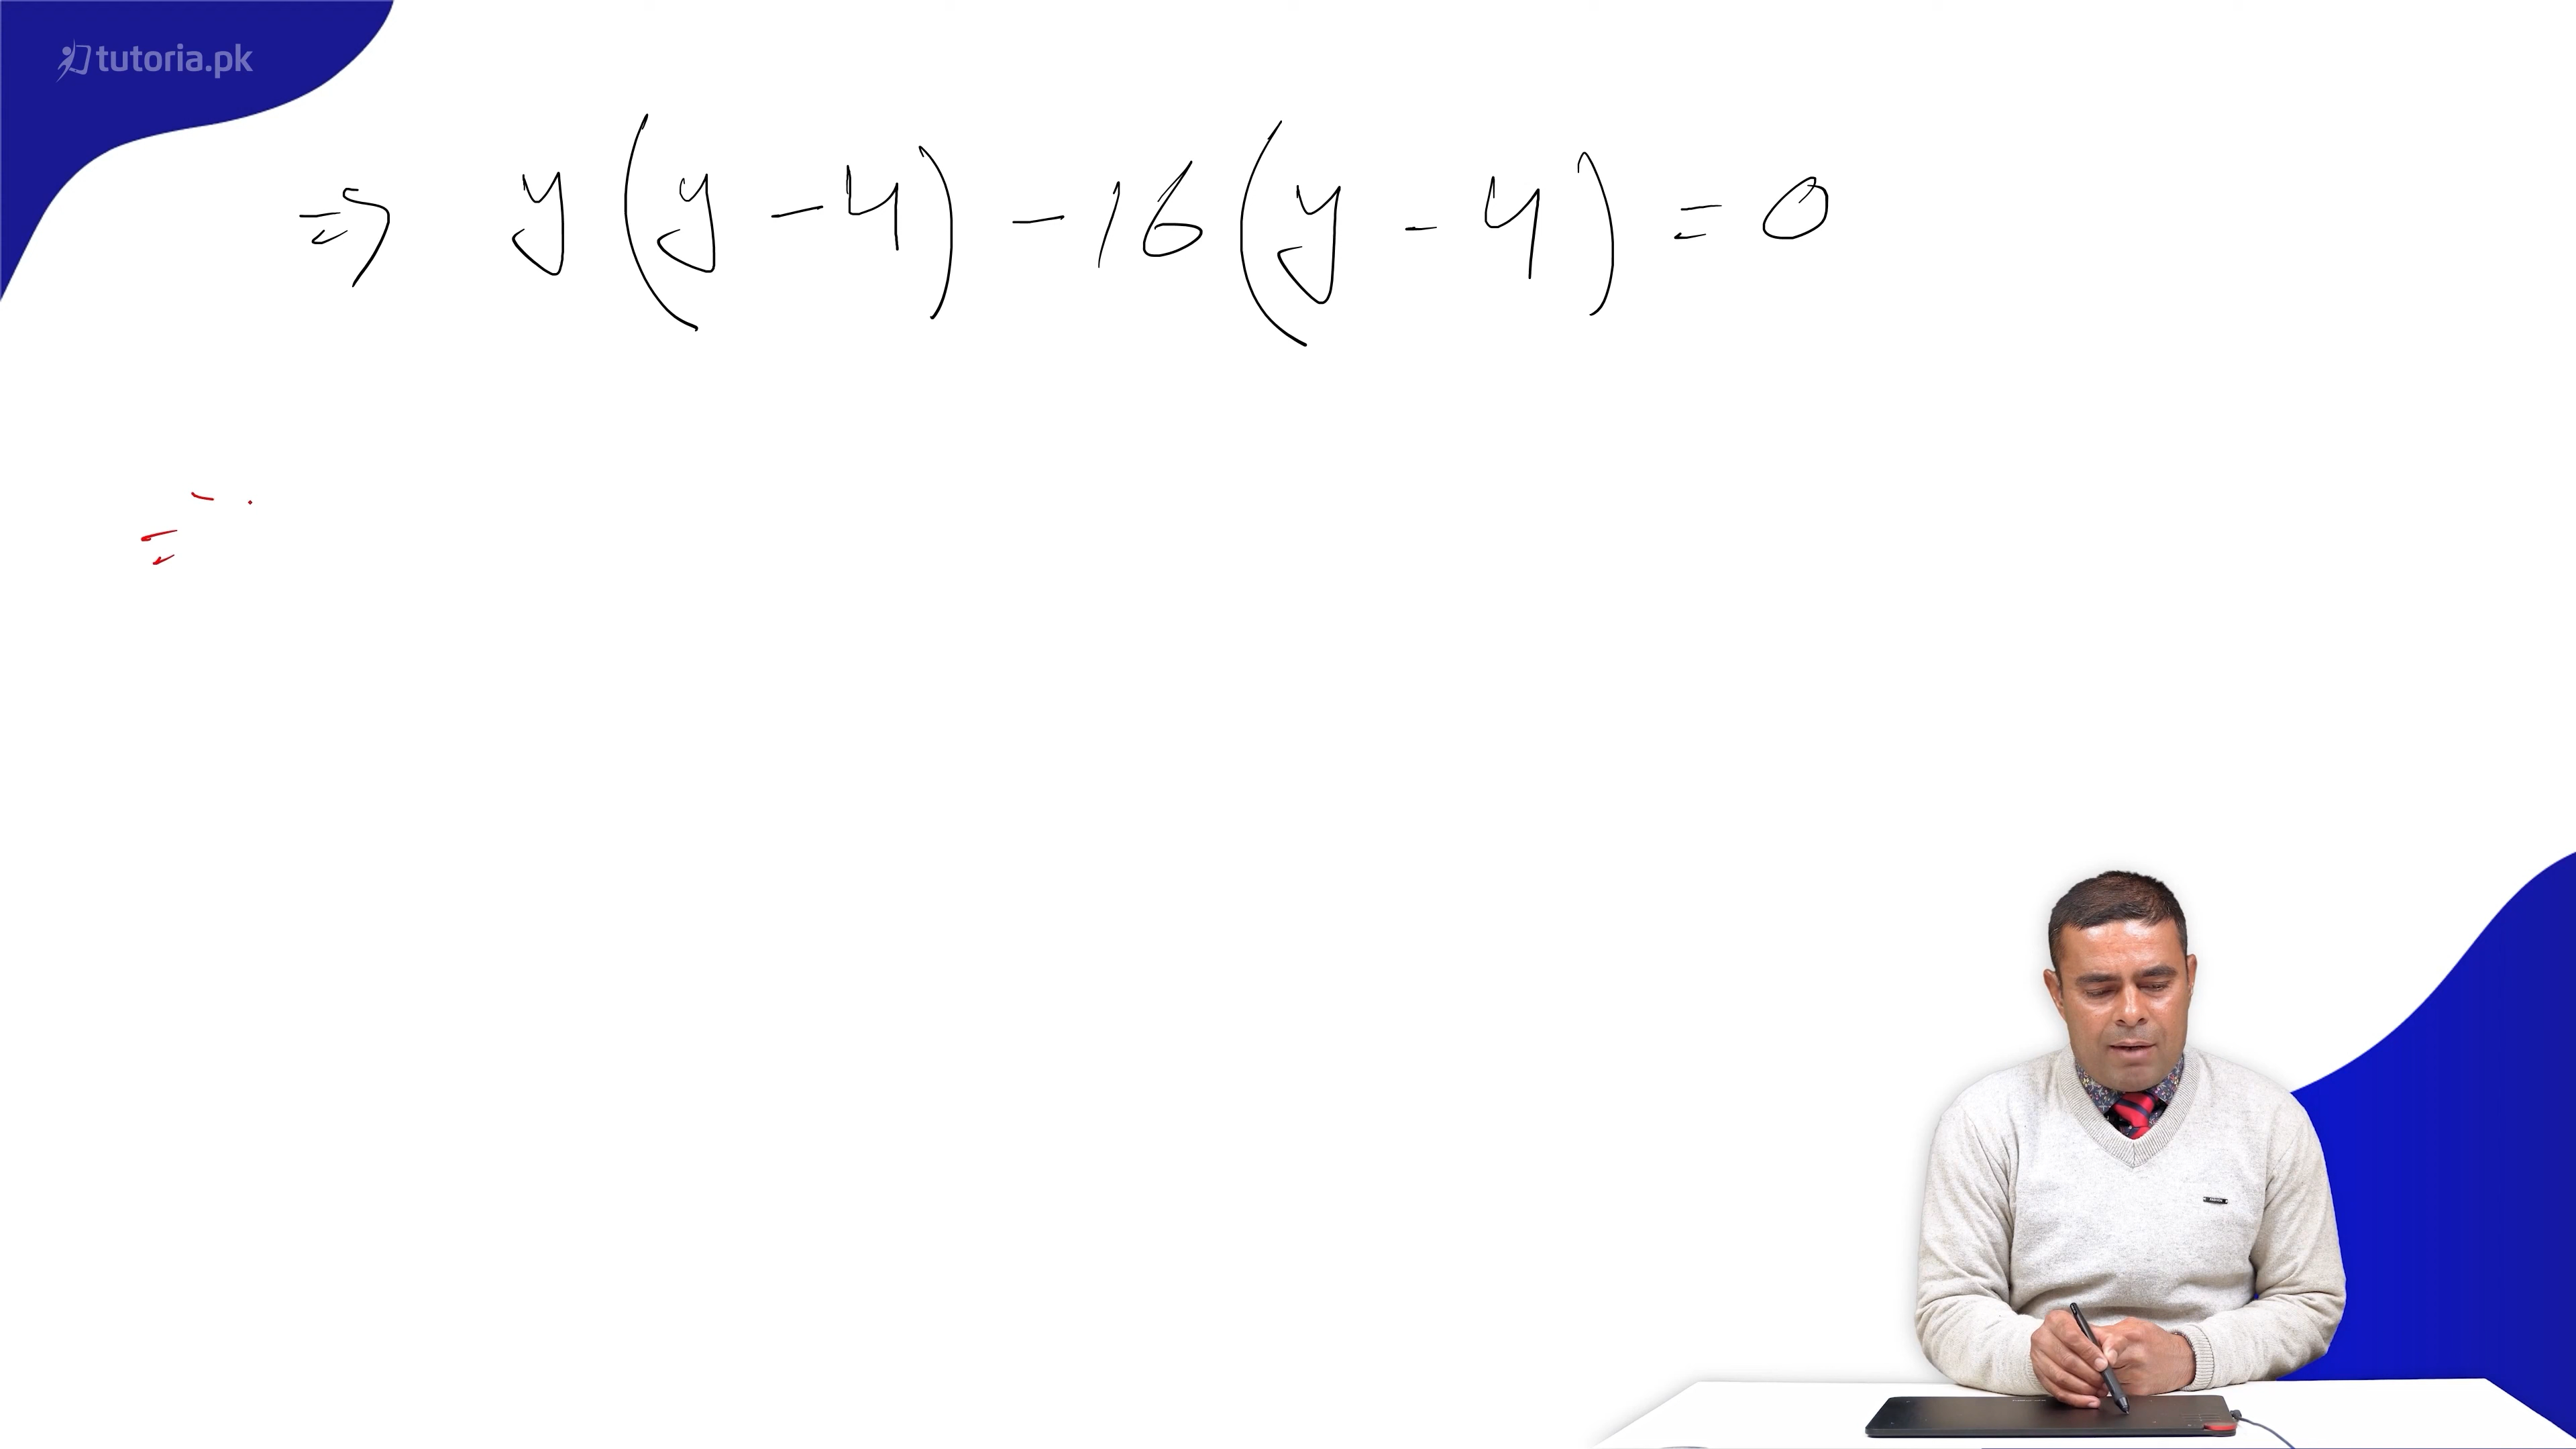 tutoria.pk
⇒ y(y-4)-16(y-4)=0
=